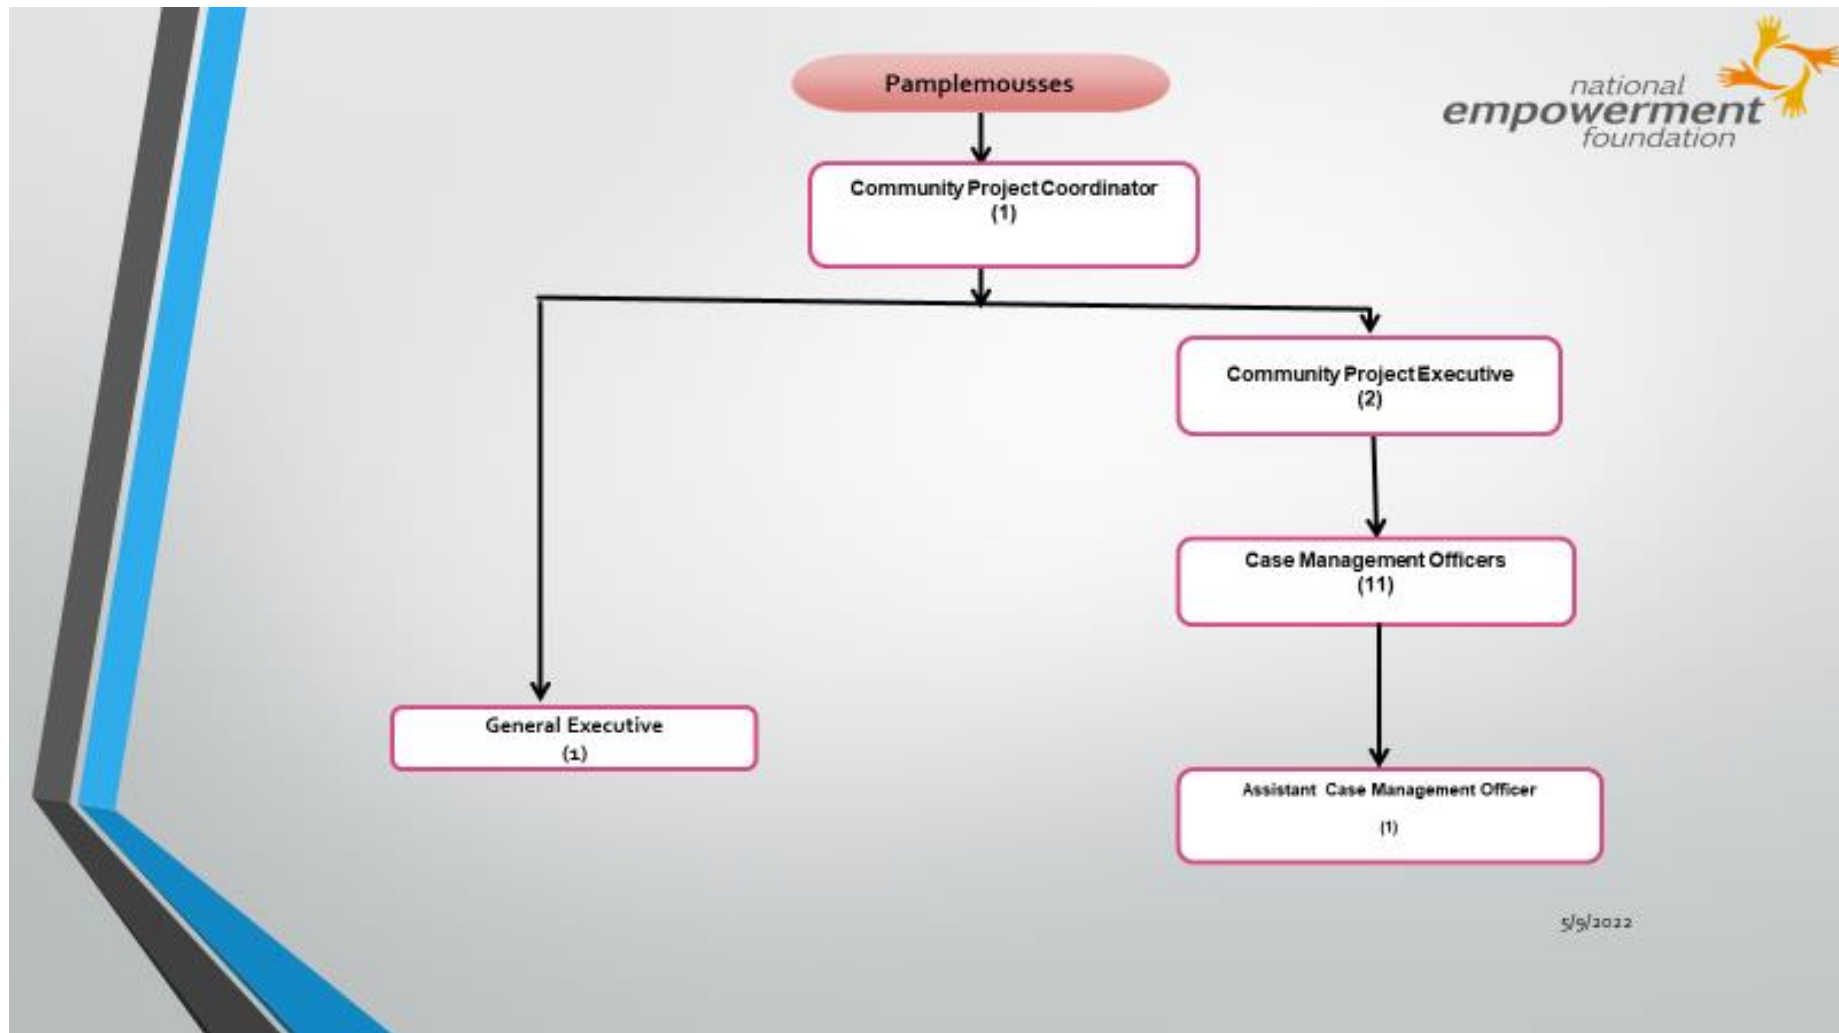 Pamplemousses
national
empowerment
foundation
Community Project Coordinator
(1)
Community Project Executive
(2)
Case Management Officers
(11)
General Executive
(1)
Assistant Case Management Officer
(1)
5/9/2022